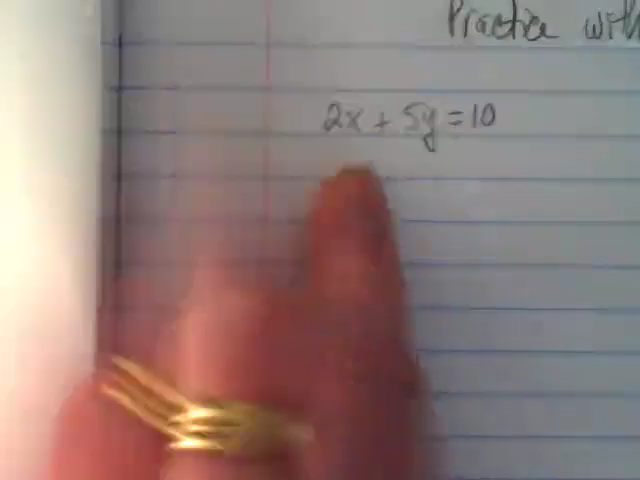 Practice with
2x + 5y = 10